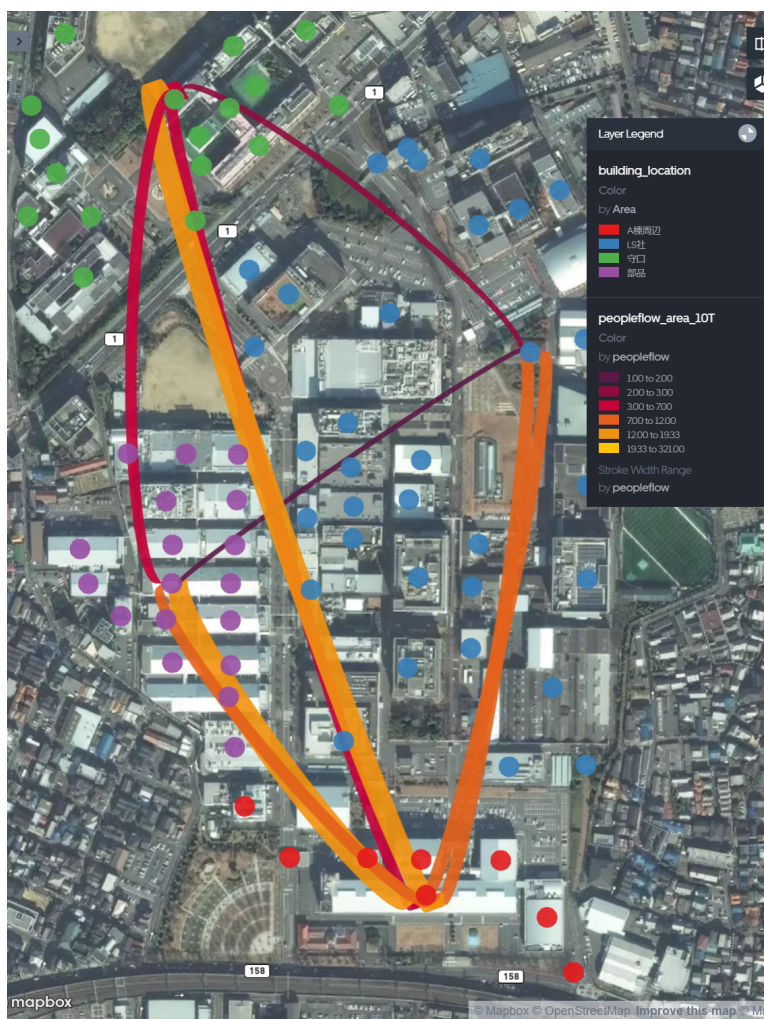 1
Layer Legend
building_location
Color
by Area
A棟周辺
LS社
守口
部品
1
peopleflow_area_10T
Color
by peopleflow
1.00 to 2.00
2.00 to 3.00
3.00 to 7.00
7.00 to 12.00
12.00 to 19.33
19.33 to 321.00
Stroke Width Range
by peopleflow
1
158
158
mapbox
© Mapbox © OpenStreetMap Improve this map © Ma